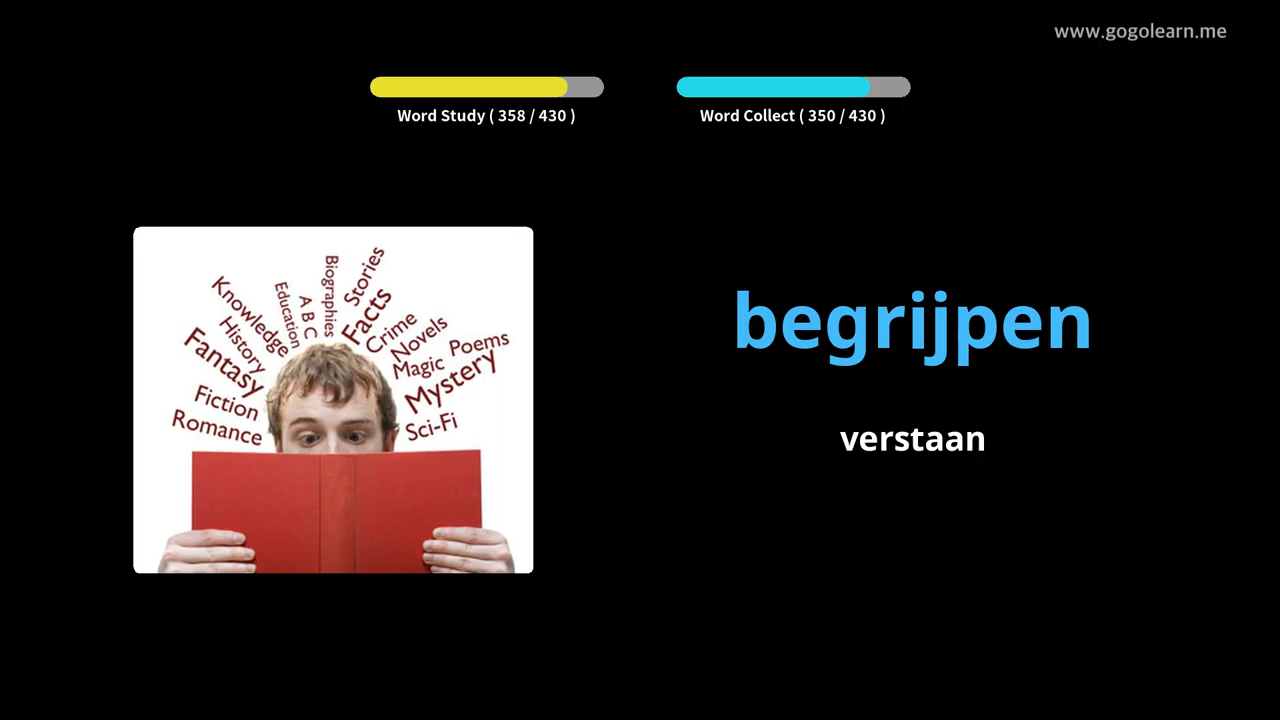 www.gogolearn.me
Word Study ( 358 / 430 )
Word Collect ( 350 / 430 )
Romance
Fiction
Fantasy
History
Knowledge
Education
A B C
Biographies
Stories
Facts
Crime
Novels
Magic
Poems
Mystery
Sci-Fi
begrijpen
verstaan